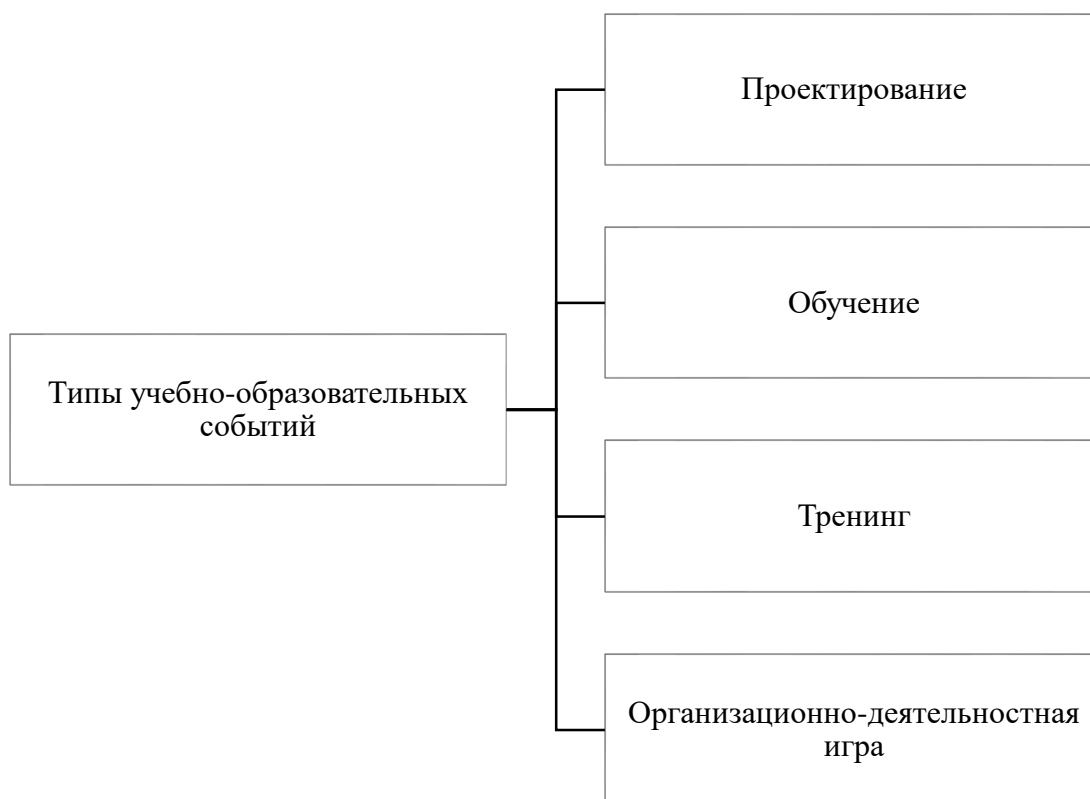 Проектирование
Обучение
Типы учебно-образовательных
событий
Тренинг
Организационно-деятельностная
игра